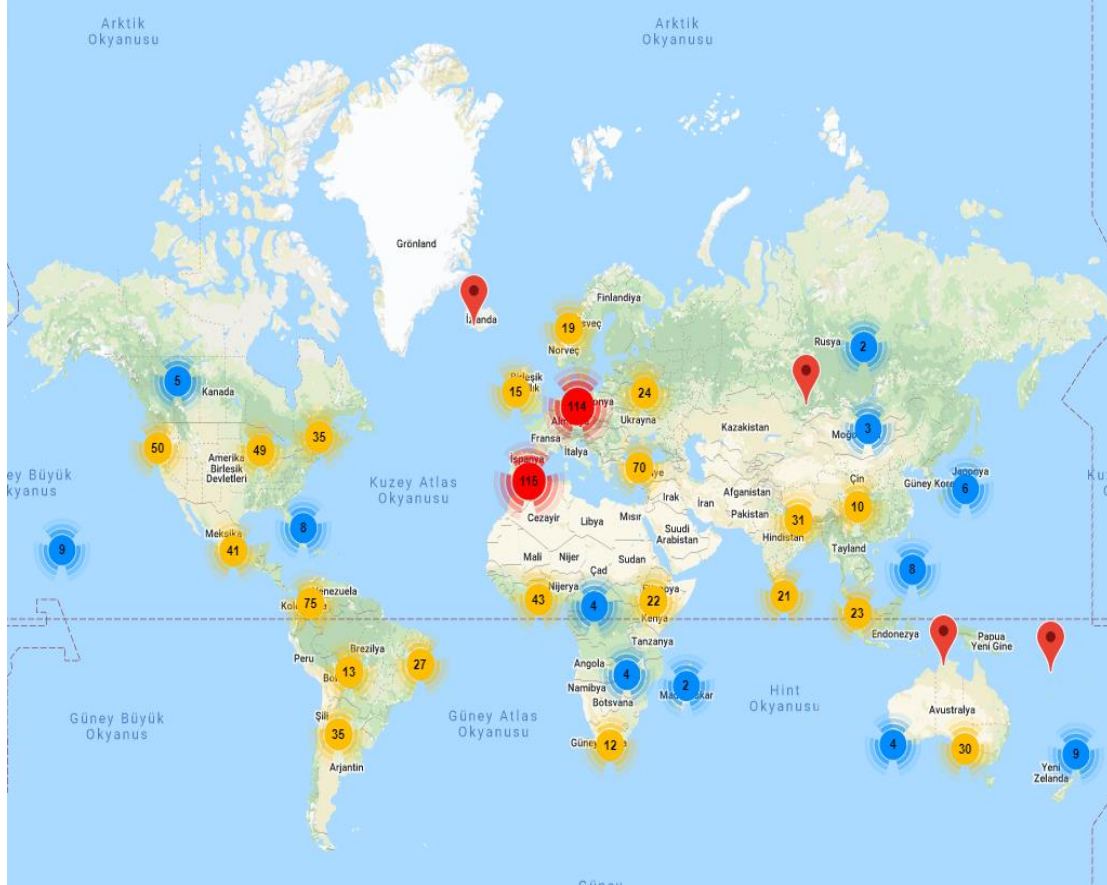 Arktik
Okyanusu
Arktik
Okyanusu
Grönland
Finlandiya
19
Norveç
Rusya
2
5
Kanada
15
114
24
Ukrayna
Kazakistan
3
Fransa
İtalya
50
49
35
Amerika
Birleşik
Devletleri
İspanya
115
70
Kuzey Atlas
Okyanusu
Irak
İran
Afganistan
Pakistan
Çin
10
Güney Kore
Japonya
6
Cezayir
Libya
Mısır
Suudi
Arabistan
31
Hindistan
Tayland
9
Meksika
41
8
Mali
Nijer
Sudan
Çad
8
75
Venezuela
43
Nijerya
4
22
Kenya
21
23
Endonezya
Papua
Yeni Gine
Tanzanya
Peru
Brezilya
13
27
Angola
4
2
Namibya
Botsvana
Hint
Okyanusu
Güney Büyük
Okyanus
Güney Atlas
Okyanusu
Avustralya
35
12
4
30
9
Arjantin
Yeni
Zelanda